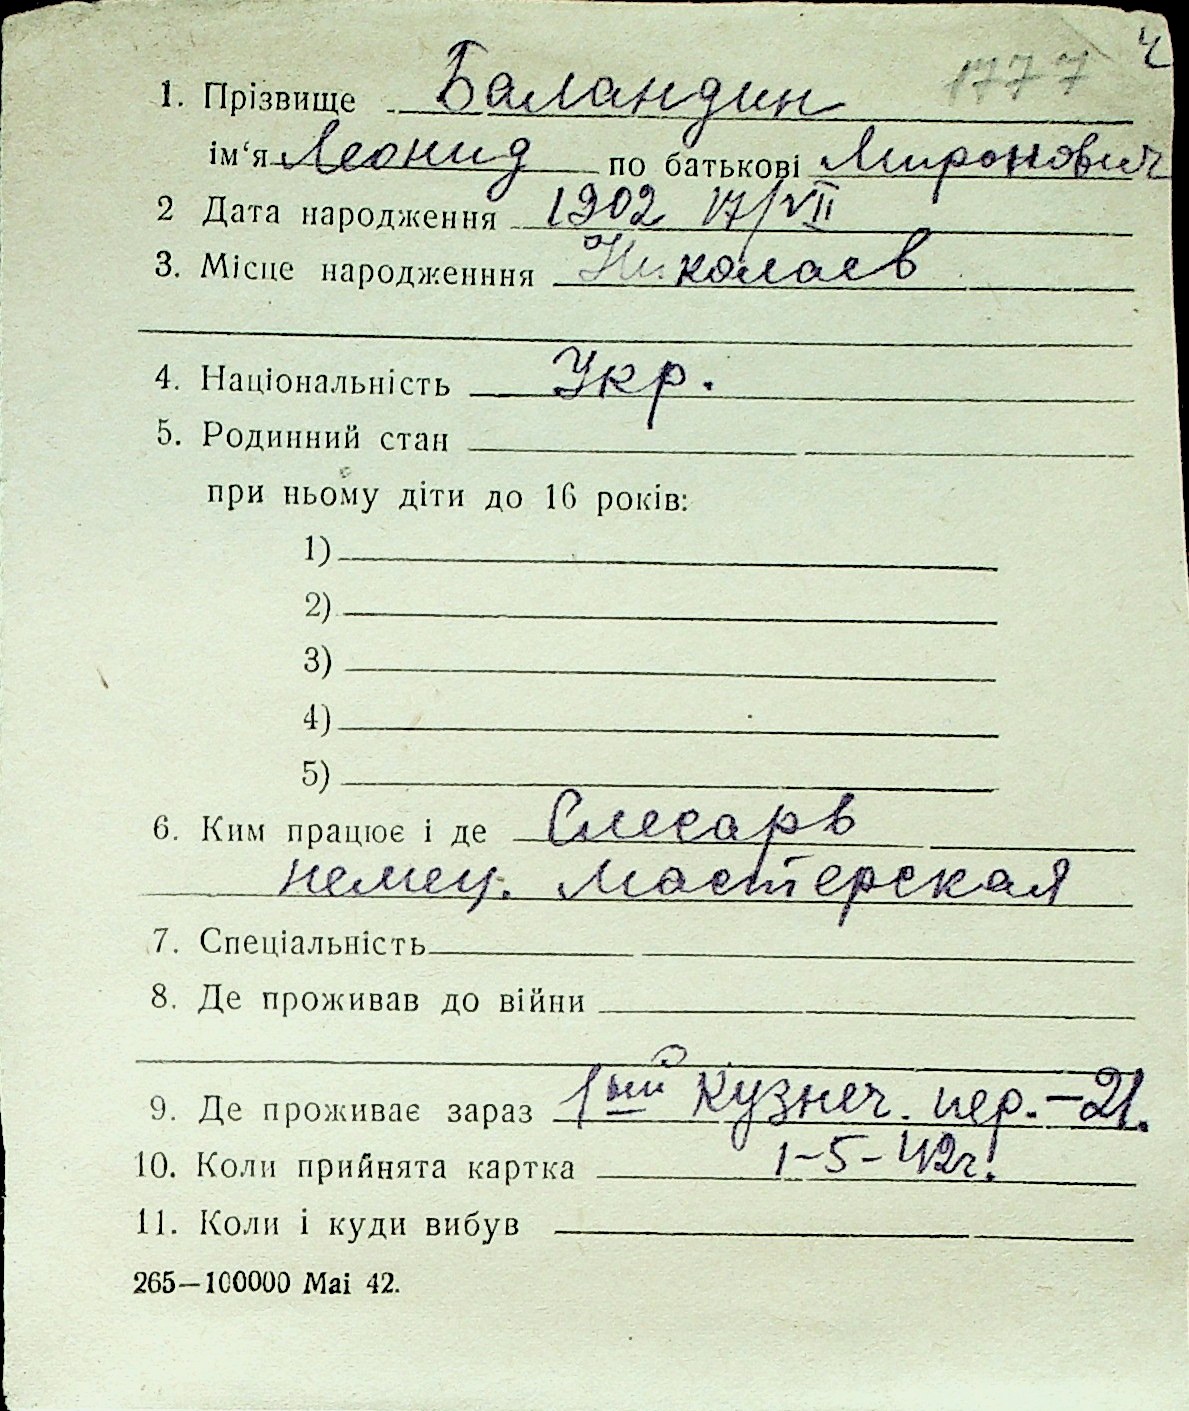 1777 4
1. Прізвище Баландин
ім‘я Леонид по батькові Миронович
2 Дата народження 1902 17/VII
3. Місце народженння Николаев
4. Національність Укр.
5. Родинний стан
при ньому діти до 16 років:
1)
2)
3)
4)
5)
6. Ким працює і де Слесарь
немец. мастерская
7. Спеціальність
8. Де проживав до війни
9. Де проживає зараз 1ый Кузнеч. пер. – 21.
10. Коли прийнята картка 1-5-42г.
11. Коли і куди вибув
265—100000 Маі 42.